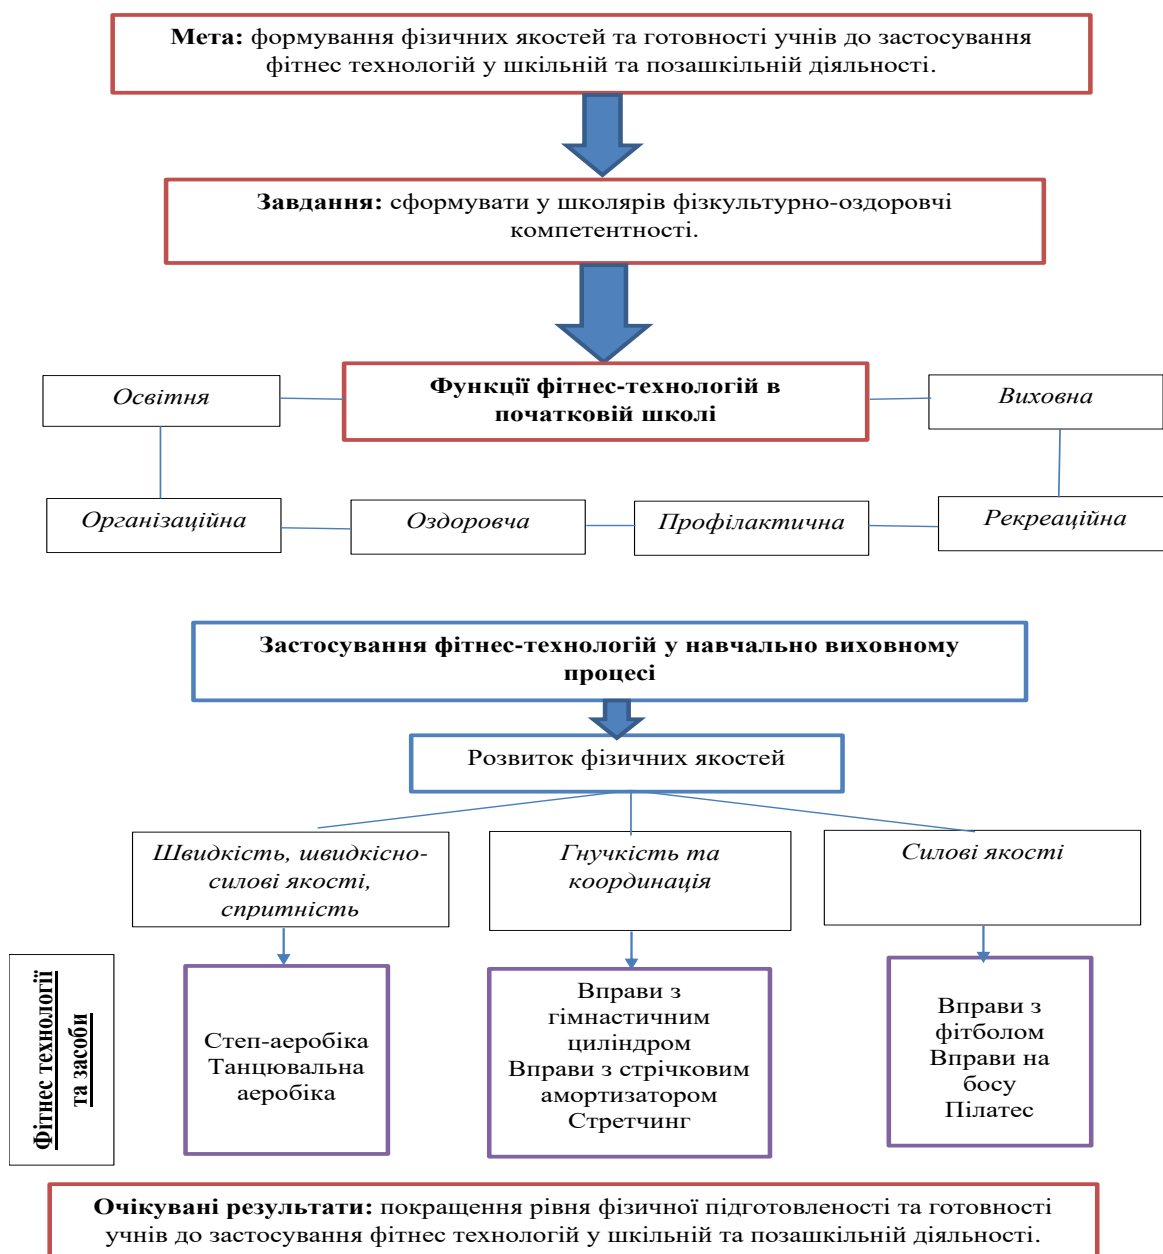 Мета: формування фізичних якостей та готовності учнів до застосування
фітнес технологій у шкільній та позашкільній діяльності.
Завдання: сформувати у школярів фізкультурно-оздоровчі
компетентності.
Функції фітнес-технологій в
початковій школі
Освітня
Виховна
Організаційна
Оздоровча
Профілактична
Рекреаційна
Застосування фітнес-технологій у навчально виховному
процесі
Розвиток фізичних якостей
Швидкість, швидкісно-
силові якості,
спритність
Гнучкість та
координація
Силові якості
Фітнес технології
та засоби
Степ-аеробіка
Танцювальна
аеробіка
Вправи з
гімнастичним
циліндром
Вправи з стрічковим
амортизатором
Стретчинг
Вправи з
фітболом
Вправи на
босу
Пілатес
Очікувані результати: покращення рівня фізичної підготовленості та готовності
учнів до застосування фітнес технологій у шкільній та позашкільній діяльності.